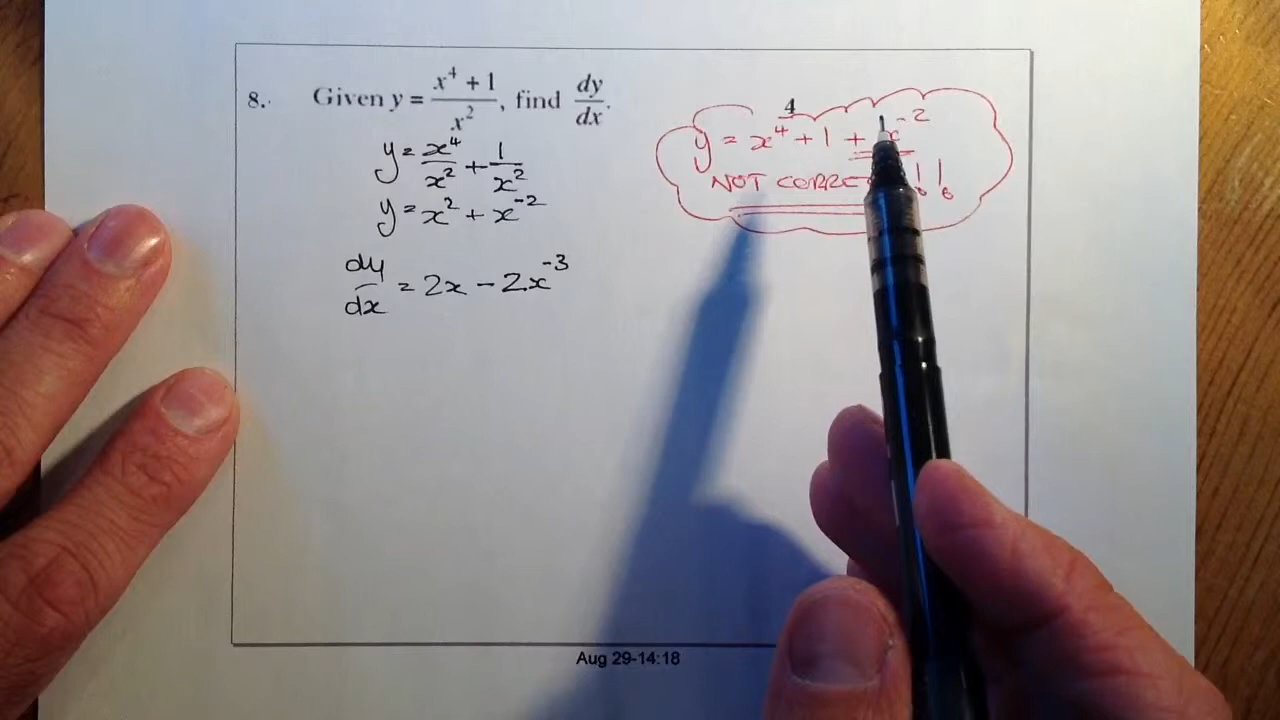 8. Given y = (x⁴ + 1)/x², find dy/dx.
4
y = x⁴/x² + 1/x²
y = x² + x⁻²
dy/dx = 2x - 2x⁻³
y = x⁴ + 1 + x⁻²
NOT !!
Aug 29-14:18